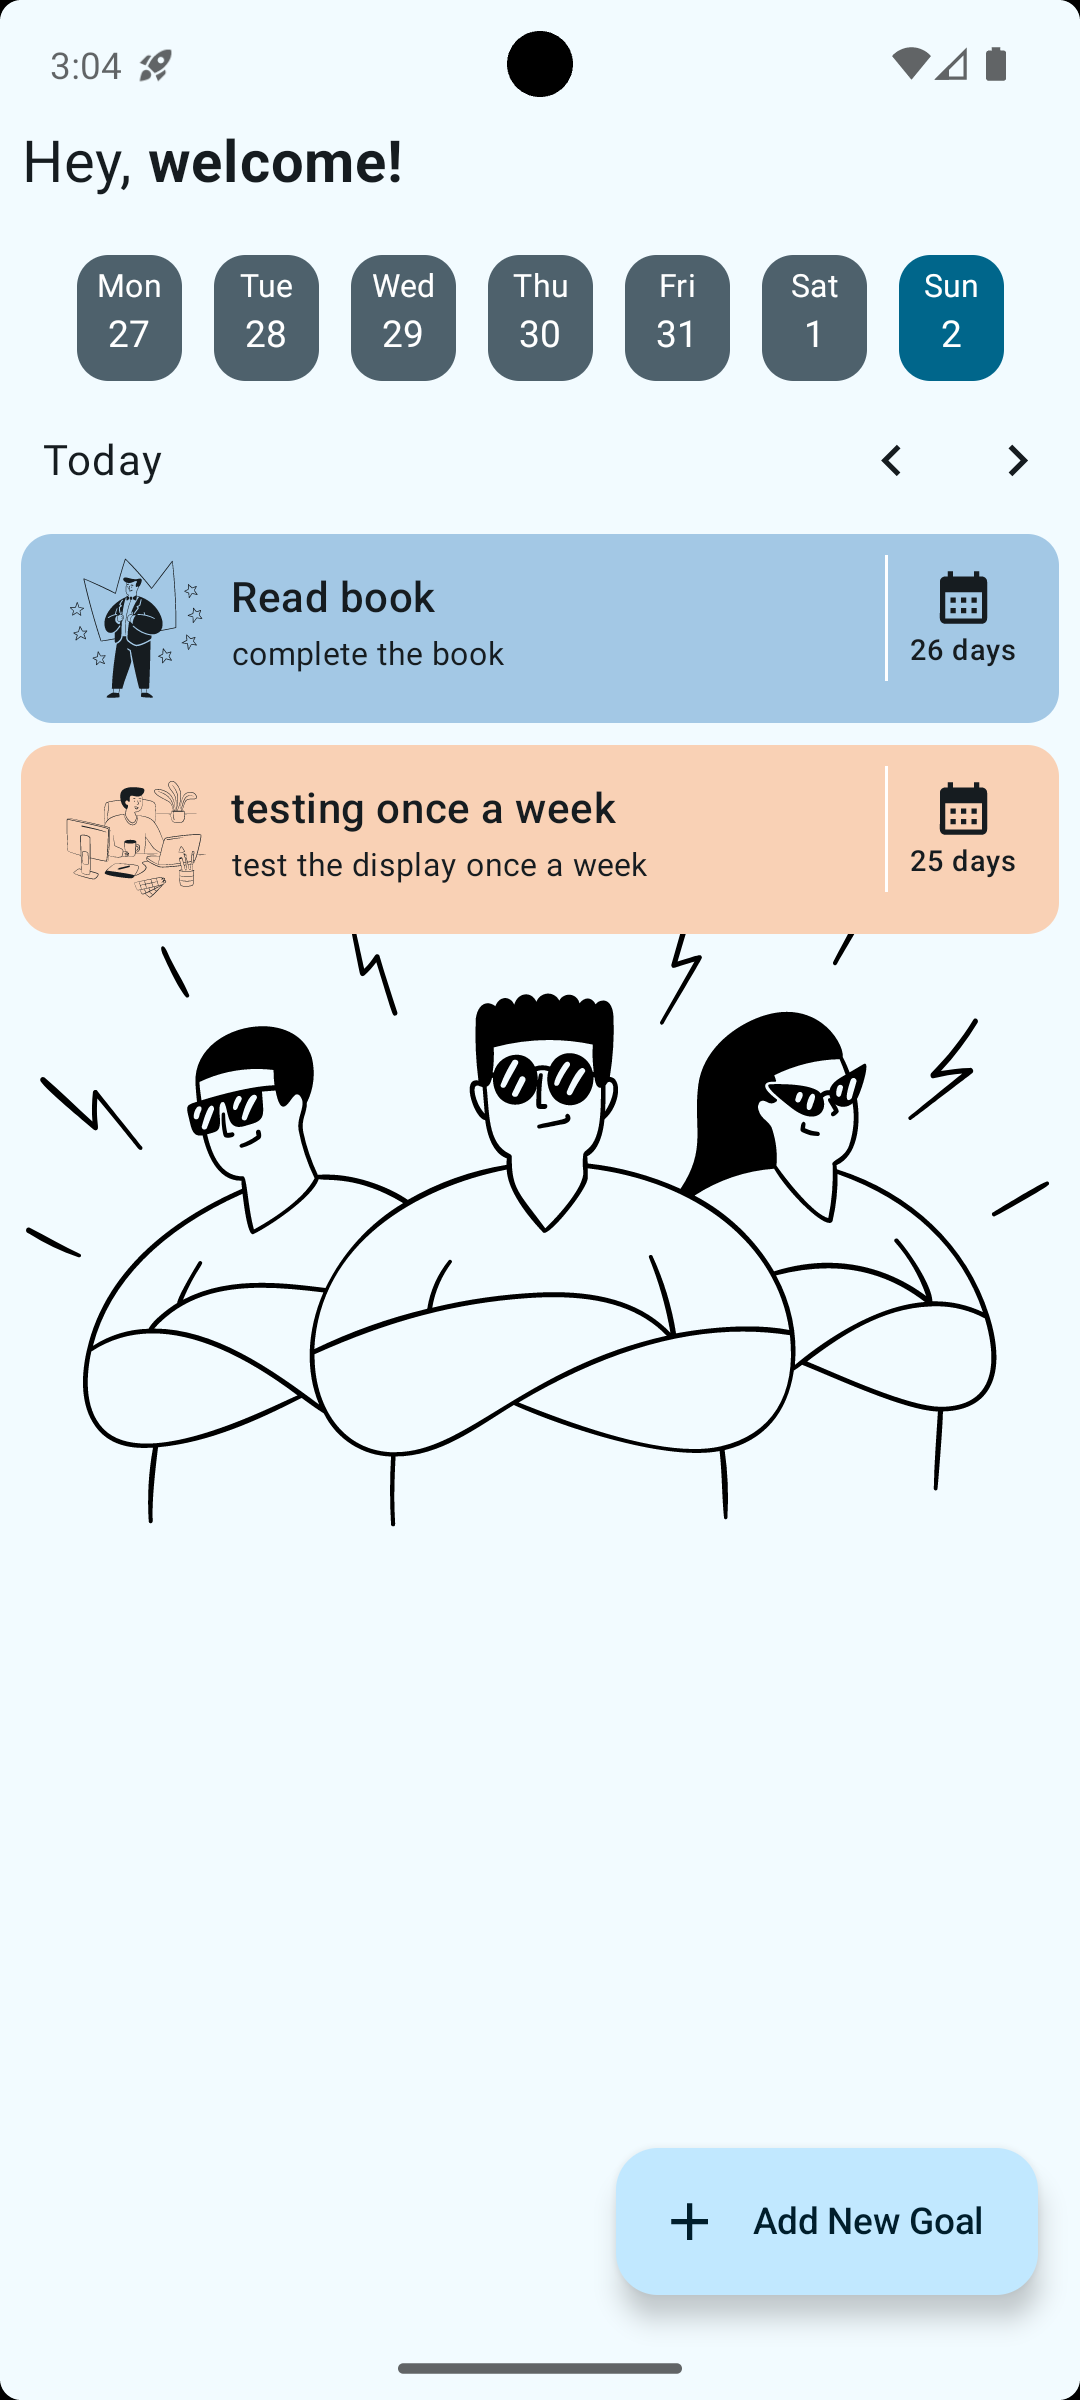 3:04
Hey, welcome!
Mon Tue Wed Thu Fri Sat Sun
27 28 29 30 31 1 2
Today
Read book
complete the book
26 days
testing once a week
test the display once a week
25 days
Add New Goal